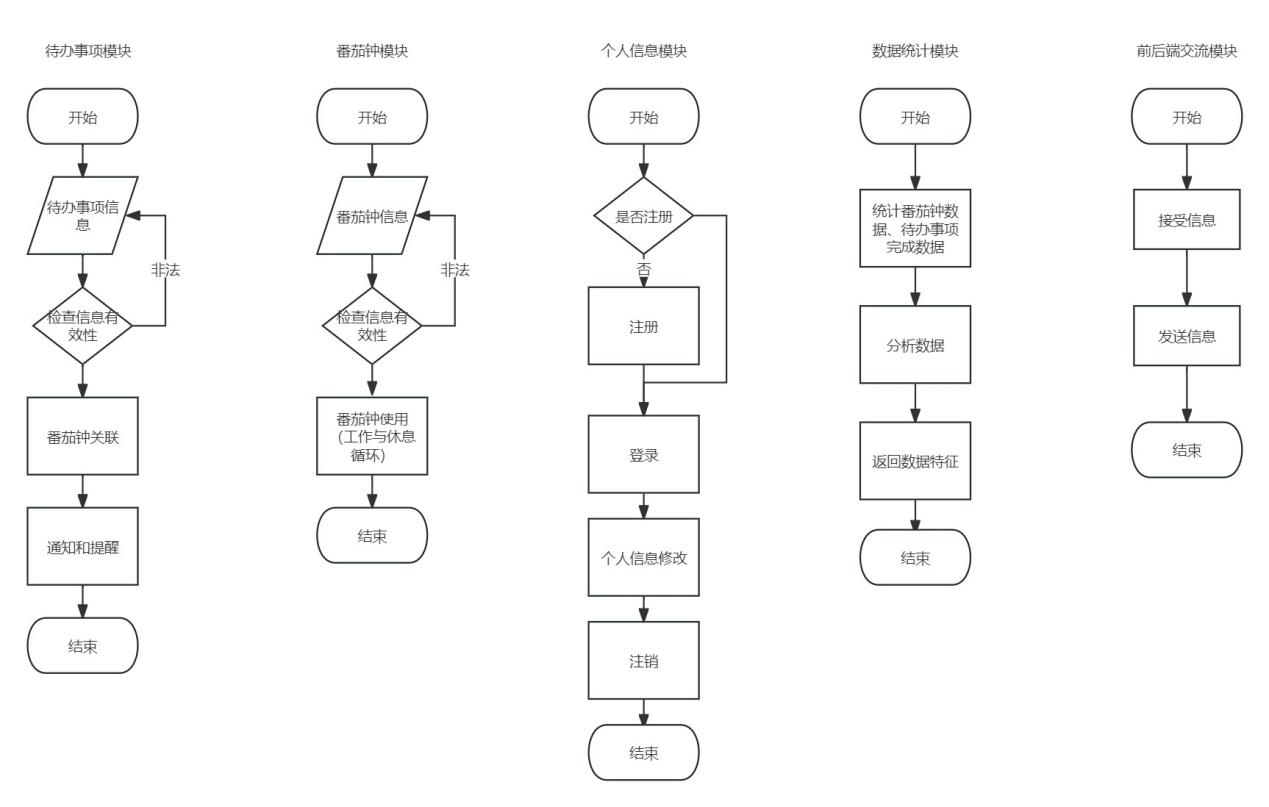 待办事项模块
开始
待办事项信
息
非法
检查信息有
效性
番茄钟关联
通知和提醒
结束
番茄钟模块
开始
番茄钟信息
非法
检查信息有
效性
番茄钟使用
（工作与休息
循环）
结束
个人信息模块
开始
是否注册
否
注册
登录
个人信息修改
注销
结束
数据统计模块
开始
统计番茄钟数
据、待办事项
完成数据
分析数据
返回数据特征
结束
前后端交流模块
开始
接受信息
发送信息
结束